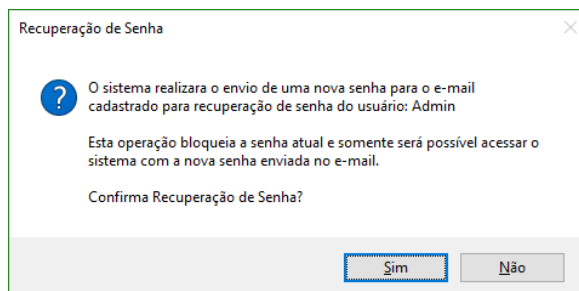 Recuperação de Senha
O sistema realizara o envio de uma nova senha para o e-mail
cadastrado para recuperação de senha do usuário: Admin
Esta operação bloqueia a senha atual e somente será possível acessar o
sistema com a nova senha enviada no e-mail.
Confirma Recuperação de Senha?
Sim
Não